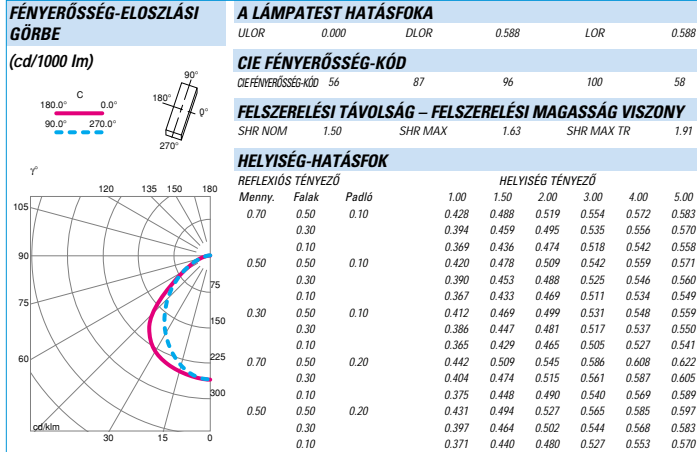 FÉNYERŐSSÉG-ELOSZLÁSI
GÖRBE
(cd/1000 lm)
90°
180°
0°
270°
C
180.0° 0.0°
90.0° 270.0°
γ°
120 135 150 180
105
90
75
60
75
150
225
300
cd/klm
30 15 0
A LÁMPATEST HATÁSFOKA
ULOR 0.000 DLOR 0.588 LOR 0.588
CIE FÉNYERŐSSÉG-KÓD
CIE FÉNYERŐSSÉG-KÓD 56 87 96 100 58
FELSZERELÉSI TÁVOLSÁG – FELSZERELÉSI MAGASSÁG VISZONY
SHR NOM 1.50 SHR MAX 1.63 SHR MAX TR 1.91
HELYISÉG-HATÁSFOK
REFLEXIÓS TÉNYEZŐ HELYISÉG TÉNYEZŐ
Menny. Falak Padló 1.00 1.50 2.00 3.00 4.00 5.00
0.70 0.50 0.10 0.428 0.488 0.519 0.554 0.572 0.583
0.30 0.394 0.459 0.495 0.535 0.556 0.570
0.10 0.369 0.436 0.474 0.518 0.542 0.558
0.50 0.50 0.10 0.420 0.478 0.509 0.542 0.559 0.571
0.30 0.390 0.453 0.488 0.525 0.546 0.560
0.10 0.367 0.433 0.469 0.511 0.534 0.549
0.30 0.50 0.10 0.412 0.469 0.499 0.531 0.548 0.559
0.30 0.386 0.447 0.481 0.517 0.537 0.550
0.10 0.365 0.429 0.465 0.505 0.527 0.541
0.70 0.50 0.20 0.442 0.509 0.545 0.586 0.608 0.622
0.30 0.404 0.474 0.515 0.561 0.587 0.605
0.10 0.375 0.448 0.490 0.540 0.569 0.589
0.50 0.50 0.20 0.431 0.494 0.527 0.565 0.585 0.597
0.30 0.397 0.464 0.502 0.544 0.568 0.583
0.10 0.371 0.440 0.480 0.527 0.553 0.570